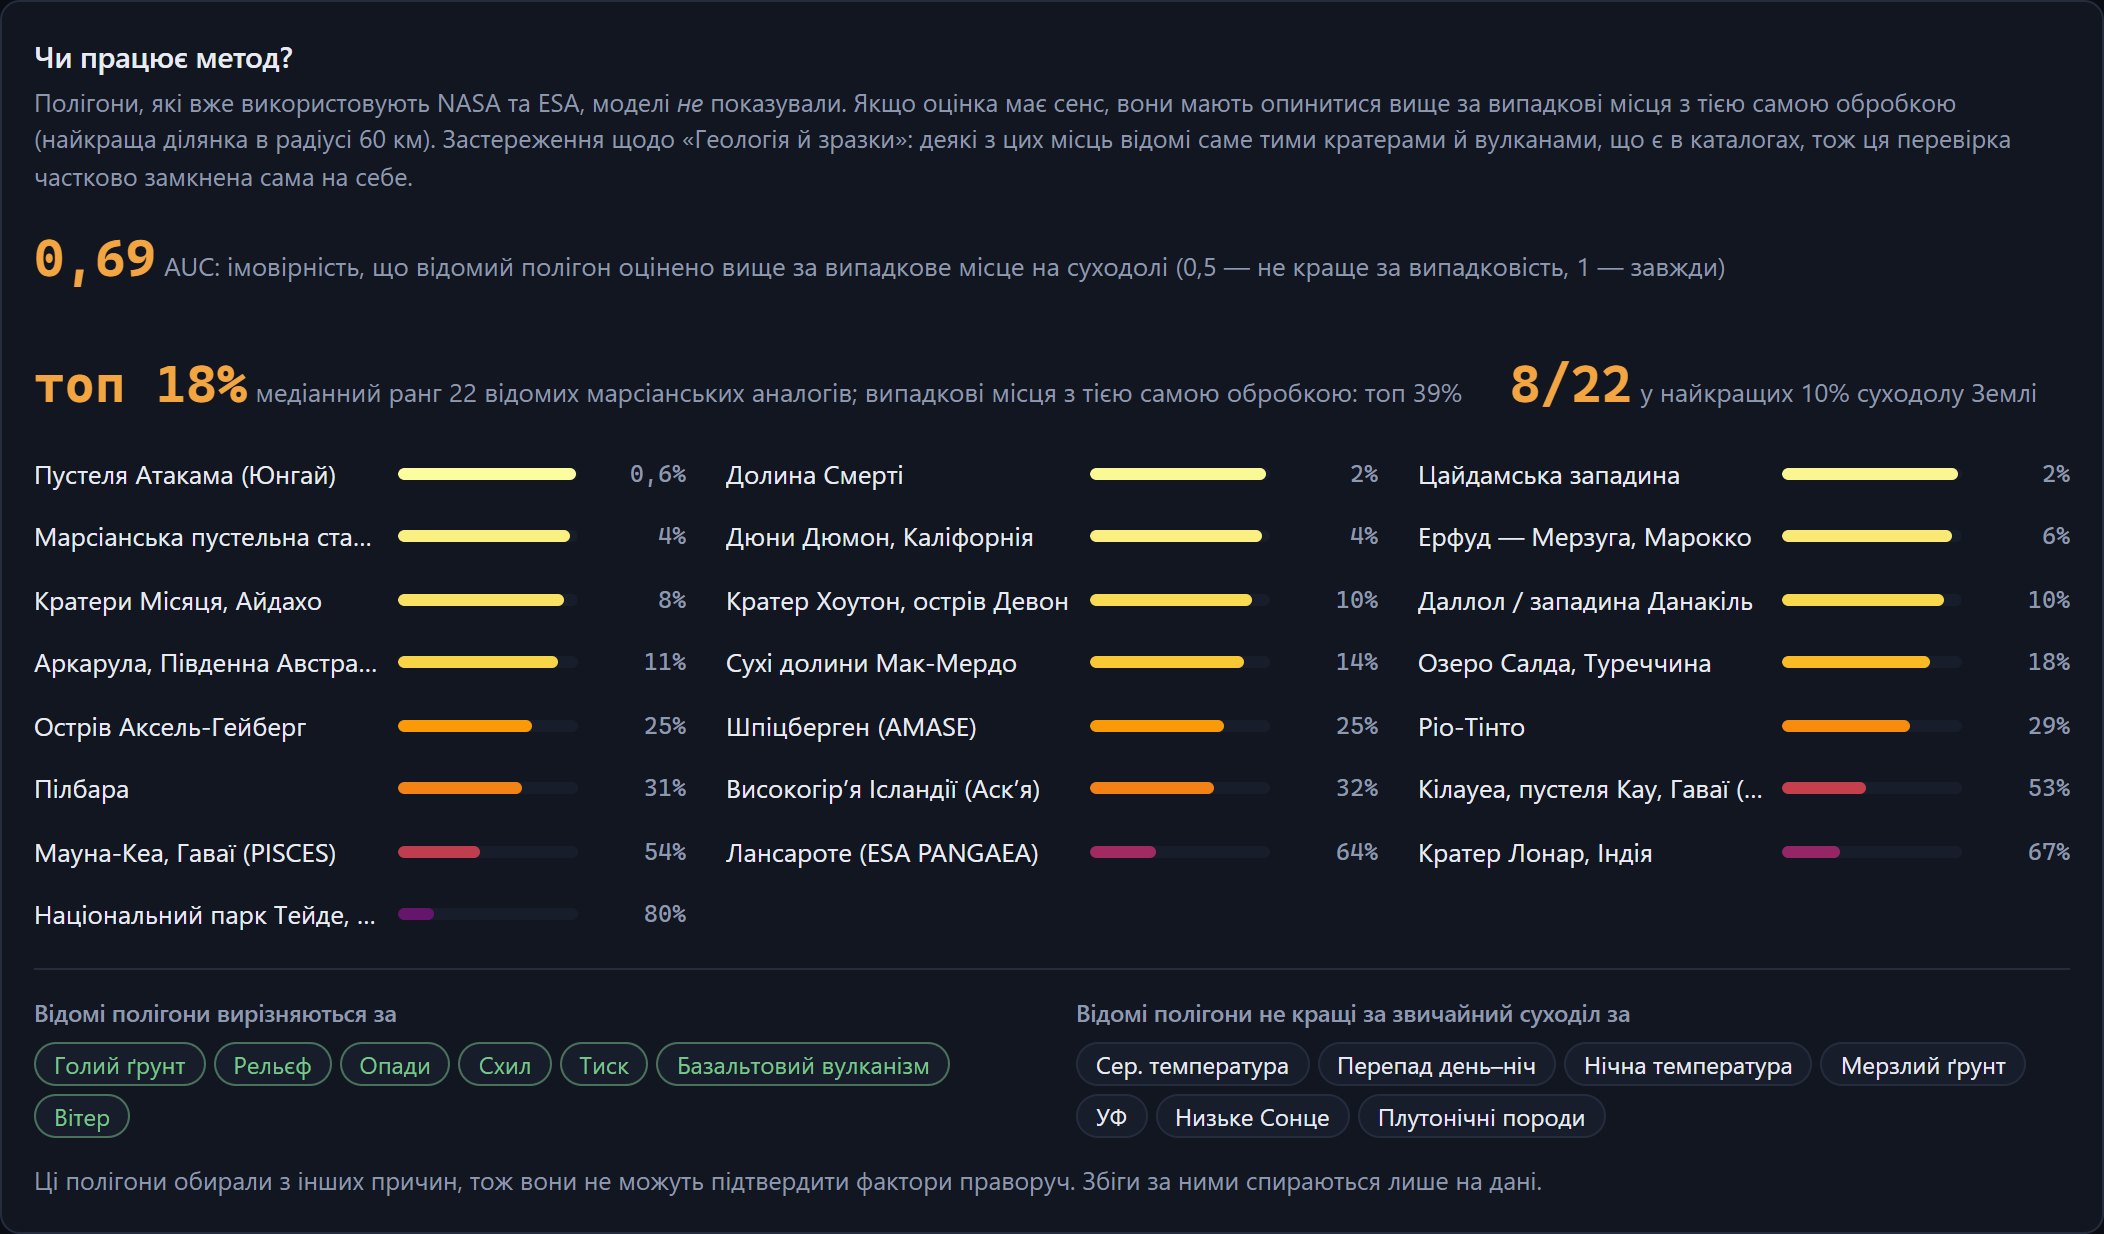 Чи працює метод?
Полігони, які вже використовують NASA та ESA, моделі не показували. Якщо оцінка має сенс, вони мають опинитися вище за випадкові місця з тією самою обробкою
(найкраща ділянка в радіусі 60 км). Застереження щодо «Геологія й зразки»: деякі з цих місць відомі саме тими кратерами й вулканами, що є в каталогах, тож ця перевірка
частково замкнена сама на себе.
0,69 AUC: імовірність, що відомий полігон оцінено вище за випадкове місце на суходолі (0,5 — не краще за випадковість, 1 — завжди)
топ 18% медіанний ранг 22 відомих марсіанських аналогів; випадкові місця з тією самою обробкою: топ 39% 8/22 у найкращих 10% суходолу Землі
Пустеля Атакама (Юнгай) 0,6% Долина Смерті 2% Цайдамська западина 2%
Марсіанська пустельна ста... 4% Дюни Дюмон, Каліфорнія 4% Ерфуд — Мерзуга, Марокко 6%
Кратери Місяця, Айдахо 8% Кратер Хоутон, острів Девон 10% Даллол / западина Данакіль 10%
Аркарула, Південна Австра... 11% Сухі долини Мак-Мердо 14% Озеро Салда, Туреччина 18%
Острів Аксель-Гейберг 25% Шпіцберген (AMASE) 25% Ріо-Тінто 29%
Пілбара 31% Високогір’я Ісландії (Аск’я) 32% Кілауеа, пустеля Кау, Гаваї (... 53%
Мауна-Кеа, Гаваї (PISCES) 54% Лансароте (ESA PANGAEA) 64% Кратер Лонар, Індія 67%
Національний парк Тейде, ... 80%
Відомі полігони вирізняються за
Голий ґрунт Рельєф Опади Схил Тиск Базальтовий вулканізм
Вітер
Відомі полігони не кращі за звичайний суходіл за
Сер. температура Перепад день–ніч Нічна температура Мерзлий ґрунт
УФ Низьке Сонце Плутонічні породи
Ці полігони обирали з інших причин, тож вони не можуть підтвердити фактори праворуч. Збіги за ними спираються лише на дані.